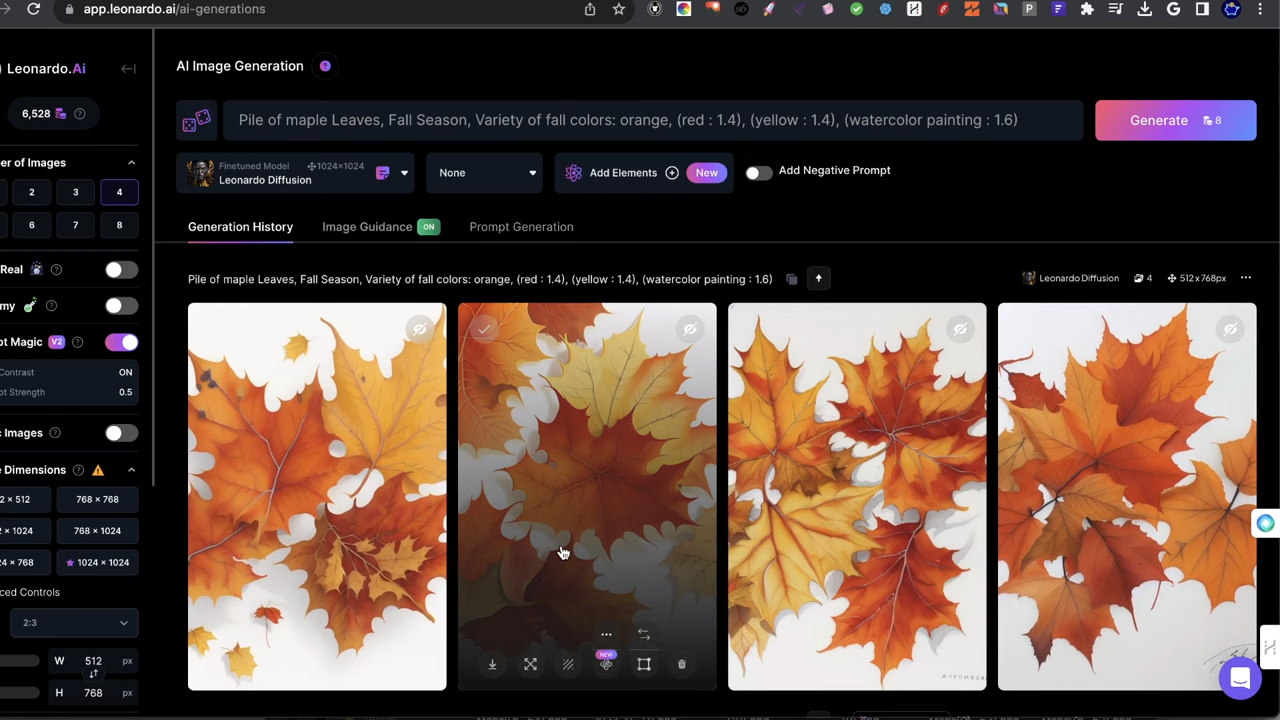 app.leonardo.ai/ai-generations
Leonardo.Ai
6,528
er of Images
2 3 4
6 7 8
Real
my
pt Magic V2
Contrast ON
ot Strength 0.5
c Images
e Dimensions
2 × 512 768 × 768
2 × 1024 768 × 1024
24 × 768 1024 × 1024
ced Controls
2:3
W 512 px
H 768 px
AI Image Generation
Pile of maple Leaves, Fall Season, Variety of fall colors: orange, (red : 1.4), (yellow : 1.4), (watercolor painting : 1.6)
Generate 8
Finetuned Model 1024×1024
Leonardo Diffusion
None
Add Elements New
Add Negative Prompt
Generation History Image Guidance ON Prompt Generation
Pile of maple Leaves, Fall Season, Variety of fall colors: orange, (red : 1.4), (yellow : 1.4), (watercolor painting : 1.6)
Leonardo Diffusion 4 512x768px
NEW